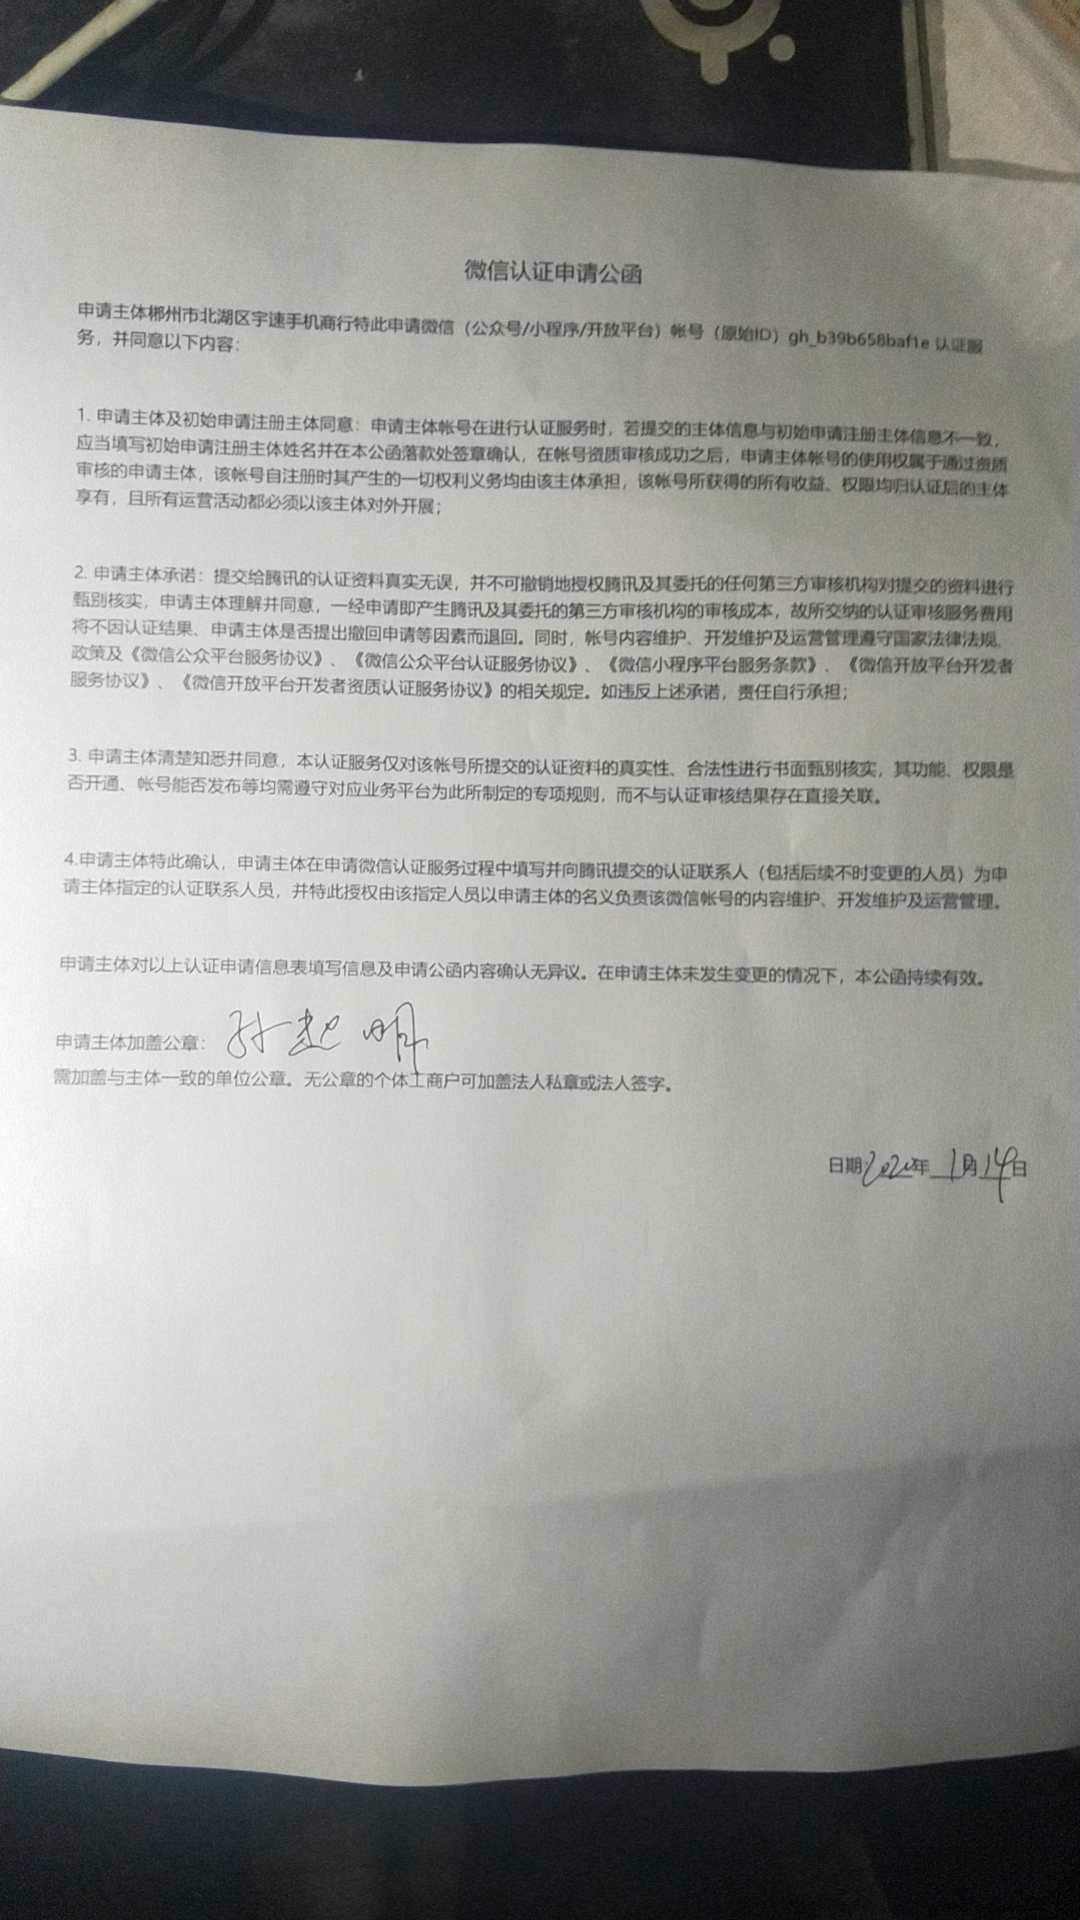 微信认证申请公函
申请主体郴州市北湖区宇速手机商行特此申请微信（公众号/小程序/开放平台）帐号（原始ID）gh_b39b658baf1e 认证服
务，并同意以下内容：
1. 申请主体及初始申请注册主体同意：申请主体帐号在进行认证服务时，若提交的主体信息与初始申请注册主体信息不一致，
应当填写初始申请注册主体姓名并在本公函落款处签章确认，在帐号资质审核成功之后，申请主体帐号的使用权属于通过资质
审核的申请主体，该帐号自注册时其产生的一切权利义务均由该主体承担，该帐号所获得的所有收益、权限均归认证后的主体
享有，且所有运营活动都必须以该主体对外开展；
2. 申请主体承诺：提交给腾讯的认证资料真实无误，并不可撤销地授权腾讯及其委托的任何第三方审核机构对提交的资料进行
甄别核实，申请主体理解并同意，一经申请即产生腾讯及其委托的第三方审核机构的审核成本，故所交纳的认证审核服务费用
将不因认证结果、申请主体是否提出撤回申请等因素而退回。同时，帐号内容维护、开发维护及运营管理遵守国家法律法规、
政策及《微信公众平台服务协议》、《微信公众平台认证服务协议》、《微信小程序平台服务条款》、《微信开放平台开发者
服务协议》、《微信开放平台开发者资质认证服务协议》的相关规定。如违反上述承诺，责任自行承担；
3. 申请主体清楚知悉并同意，本认证服务仅对该帐号所提交的认证资料的真实性、合法性进行书面甄别核实，其功能、权限是
否开通、帐号能否发布等均需遵守对应业务平台为此所制定的专项规则，而不与认证审核结果存在直接关联。
4.申请主体特此确认，申请主体在申请微信认证服务过程中填写并向腾讯提交的认证联系人（包括后续不时变更的人员）为申
请主体指定的认证联系人员，并特此授权由该指定人员以申请主体的名义负责该微信帐号的内容维护、开发维护及运营管理。
申请主体对以上认证申请信息表填写信息及申请公函内容确认无异议。在申请主体未发生变更的情况下，本公函持续有效。
申请主体加盖公章：孙起明
需加盖与主体一致的单位公章。无公章的个体工商户可加盖法人私章或法人签字。
日期2020年1月14日